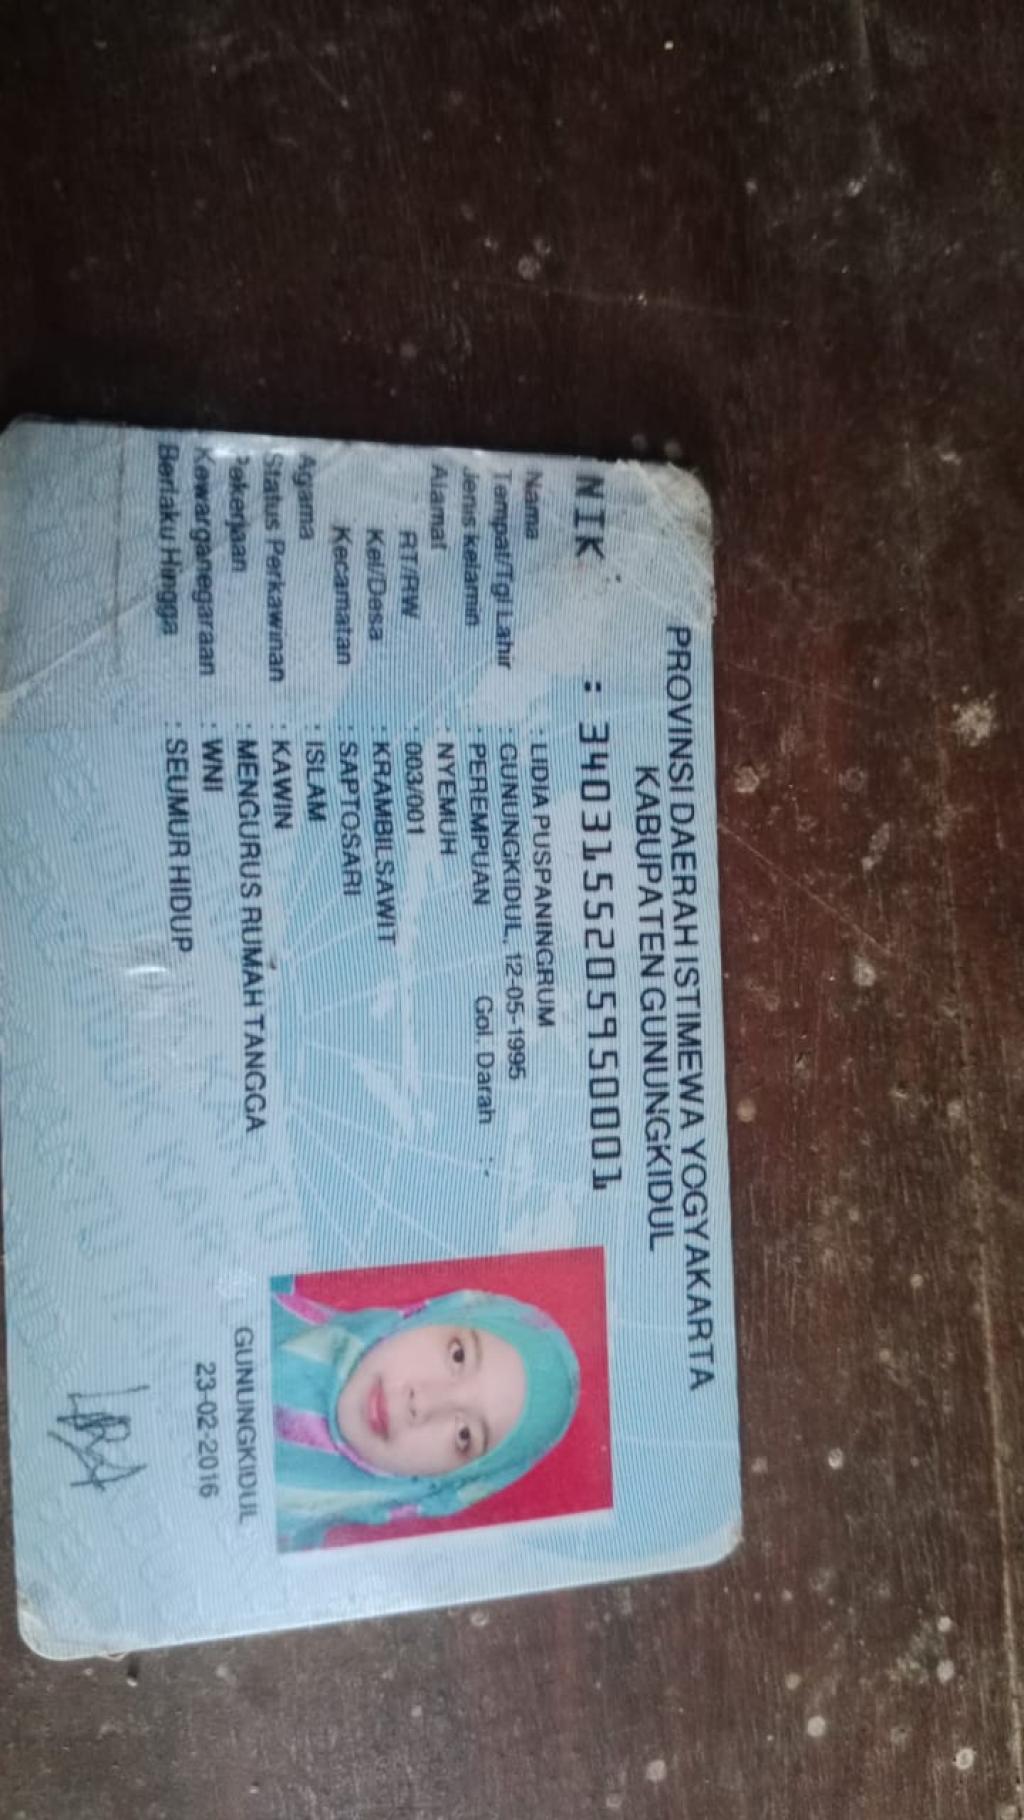 PROVINSI DAERAH ISTIMEWA YOGYAKARTA
KABUPATEN GUNUNGKIDUL
NIK : 3403155205950001
Nama : LIDIA PUSPANINGRUM
Tempat/Tgl Lahir : GUNUNGKIDUL, 12-05-1995
Jenis kelamin : PEREMPUAN Gol. Darah : -
Alamat : NYEMUH
RT/RW : 003/001
Kel/Desa : KRAMBILSAWIT
Kecamatan : SAPTOSARI
Agama : ISLAM
Status Perkawinan : KAWIN
Pekerjaan : MENGURUS RUMAH TANGGA
Kewarganegaraan : WNI
Berlaku Hingga : SEUMUR HIDUP
GUNUNGKIDUL
23-02-2016